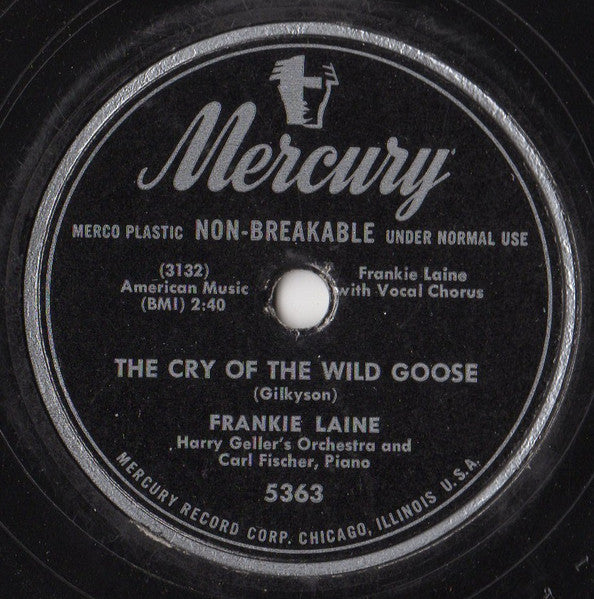 Mercury
MERCO PLASTIC NON-BREAKABLE UNDER NORMAL USE
(3132)
American Music
(BMI) 2:40
Frankie Laine
with Vocal Chorus
THE CRY OF THE WILD GOOSE
(Gilkyson)
FRANKIE LAINE
Harry Geller's Orchestra and
Carl Fischer, Piano
5363
MERCURY RECORD CORP. CHICAGO, ILLINOIS U.S.A.